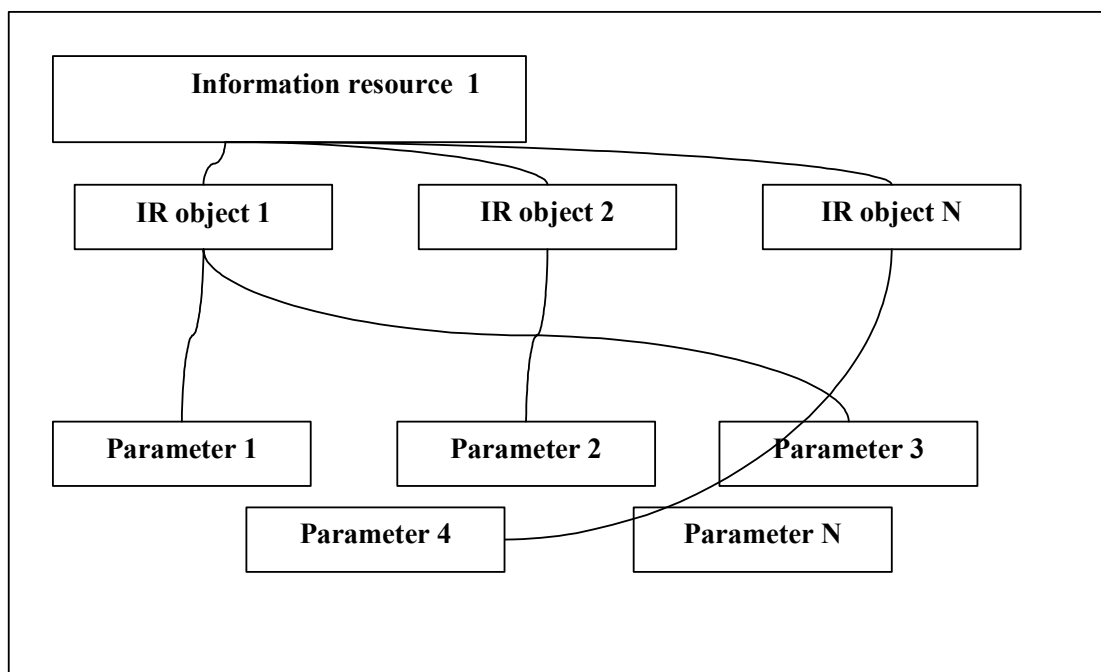 Information resource 1
IR object 1
IR object 2
IR object N
Parameter 1
Parameter 2
Parameter 3
Parameter 4
Parameter N